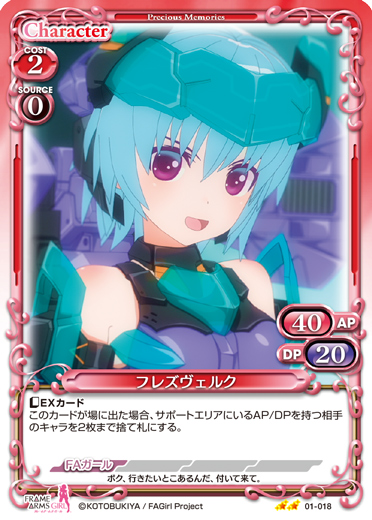 Precious Memories
Character
COST
2
SOURCE
0
40 AP
DP 20
フレズヴェルク
EXカード
このカードが場に出た場合、サポートエリアにいるAP/DPを持つ相手
のキャラを2枚まで捨て札にする。
FAガール
ボク、行きたいとこあるんだ、付いて来て。
FRAME
ARMS GIRL
©KOTOBUKIYA / FAGirl Project
01-018